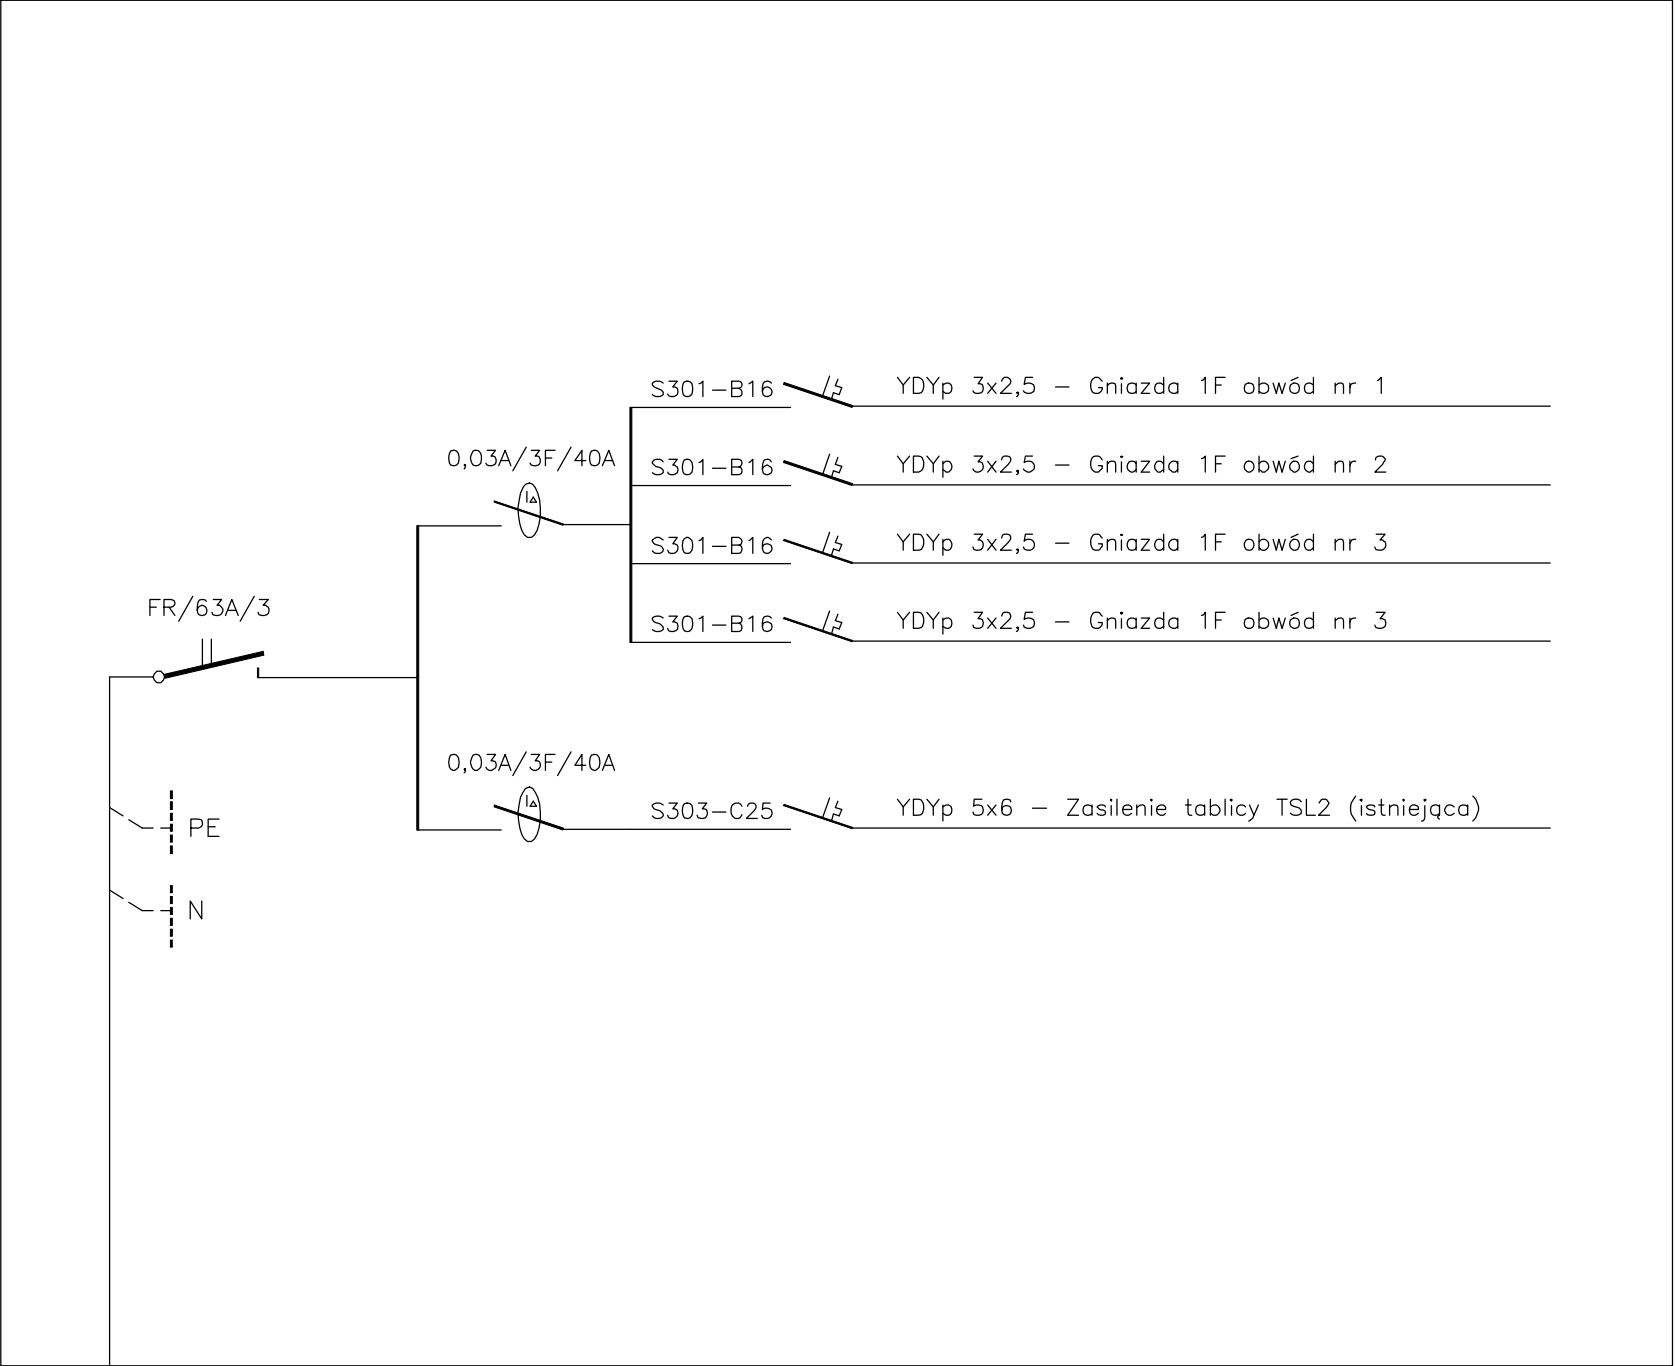 S301-B16 YDYp 3x2,5 - Gniazda 1F obwód nr 1
0,03A/3F/40A
S301-B16 YDYp 3x2,5 - Gniazda 1F obwód nr 2
I△
S301-B16 YDYp 3x2,5 - Gniazda 1F obwód nr 3
FR/63A/3
S301-B16 YDYp 3x2,5 - Gniazda 1F obwód nr 3
0,03A/3F/40A
I△
S303-C25 YDYp 5x6 - Zasilenie tablicy TSL2 (istniejąca)
PE
N